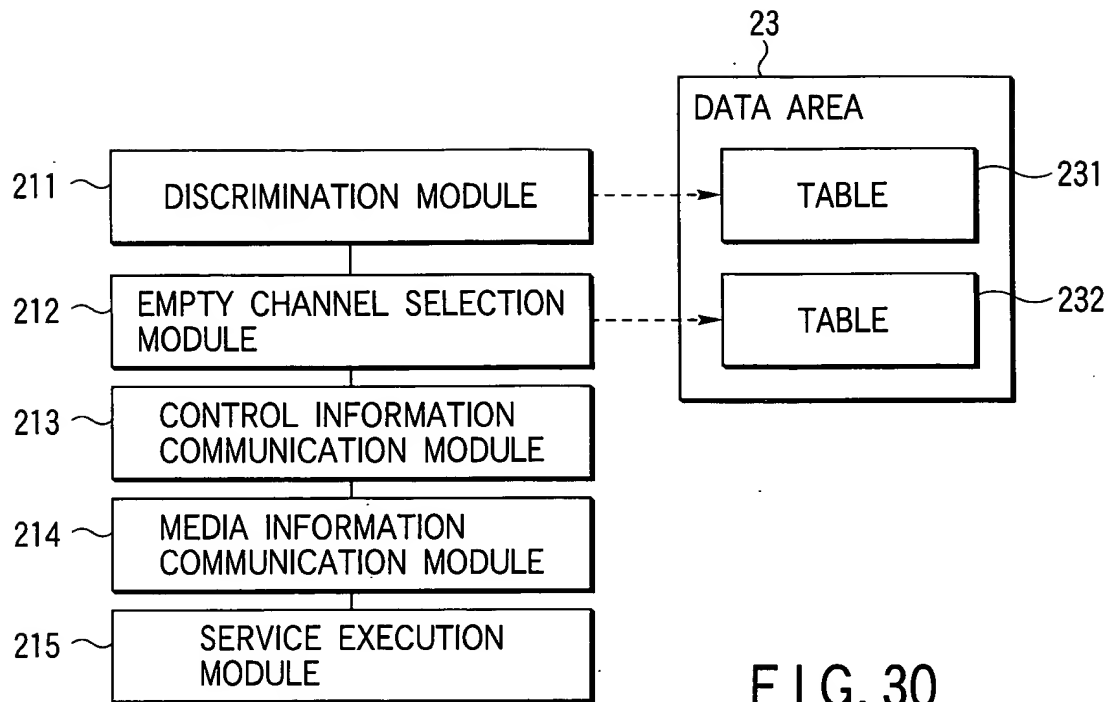 23
DATA AREA
211
DISCRIMINATION MODULE
TABLE
231
212
EMPTY CHANNEL SELECTION
MODULE
TABLE
232
213
CONTROL INFORMATION
COMMUNICATION MODULE
214
MEDIA INFORMATION
COMMUNICATION MODULE
215
SERVICE EXECUTION
MODULE
FIG. 30